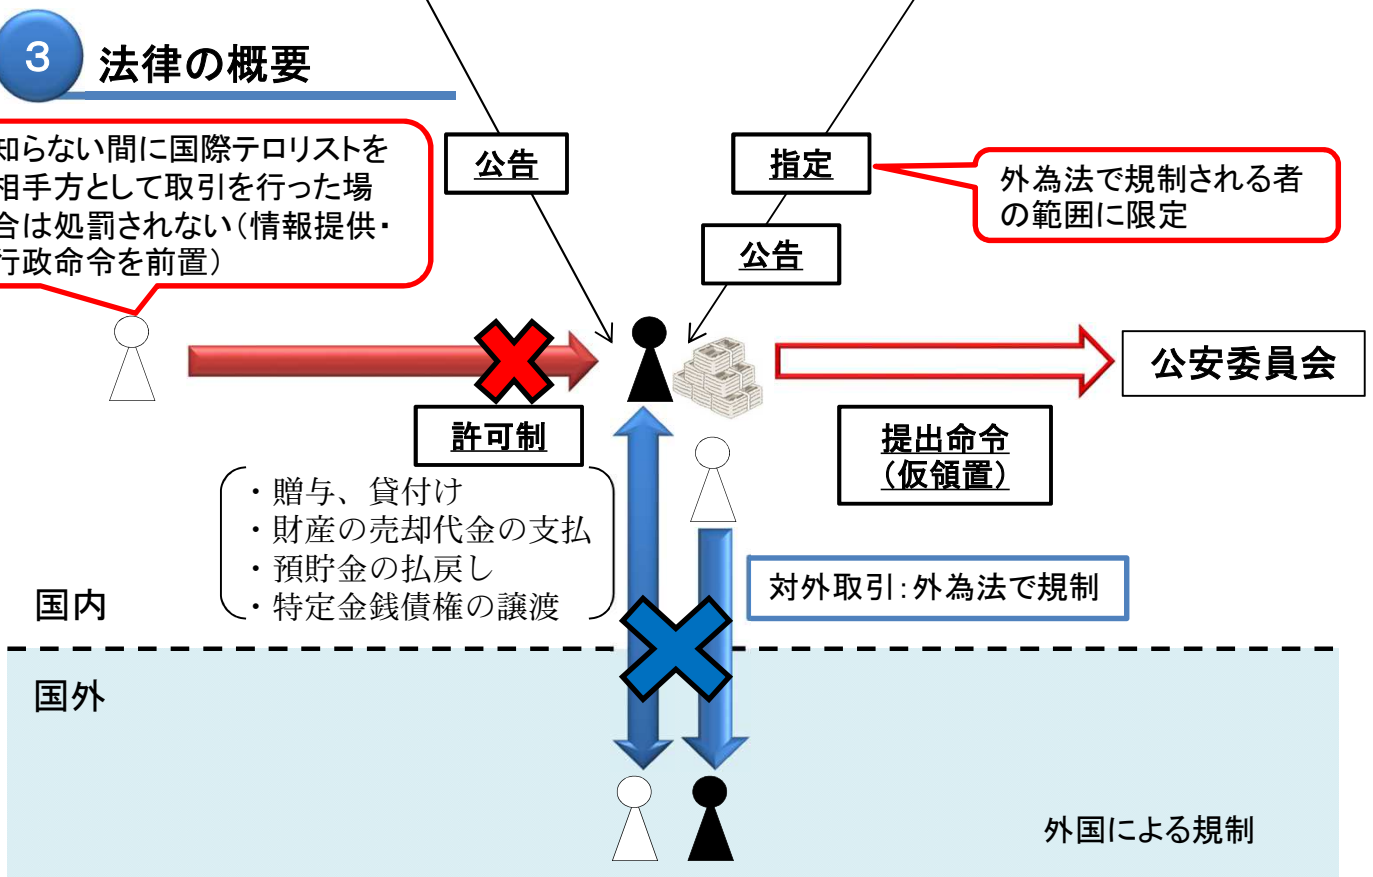 3
法律の概要
知らない間に国際テロリストを
相手方として取引を行った場
合は処罰されない(情報提供・
行政命令を前置)
公告
指定
外為法で規制される者
の範囲に限定
公告
公安委員会
許可制
提出命令
(仮領置)
・贈与、貸付け
・財産の売却代金の支払
・預貯金の払戻し
・特定金銭債権の譲渡
対外取引:外為法で規制
国内
国外
外国による規制